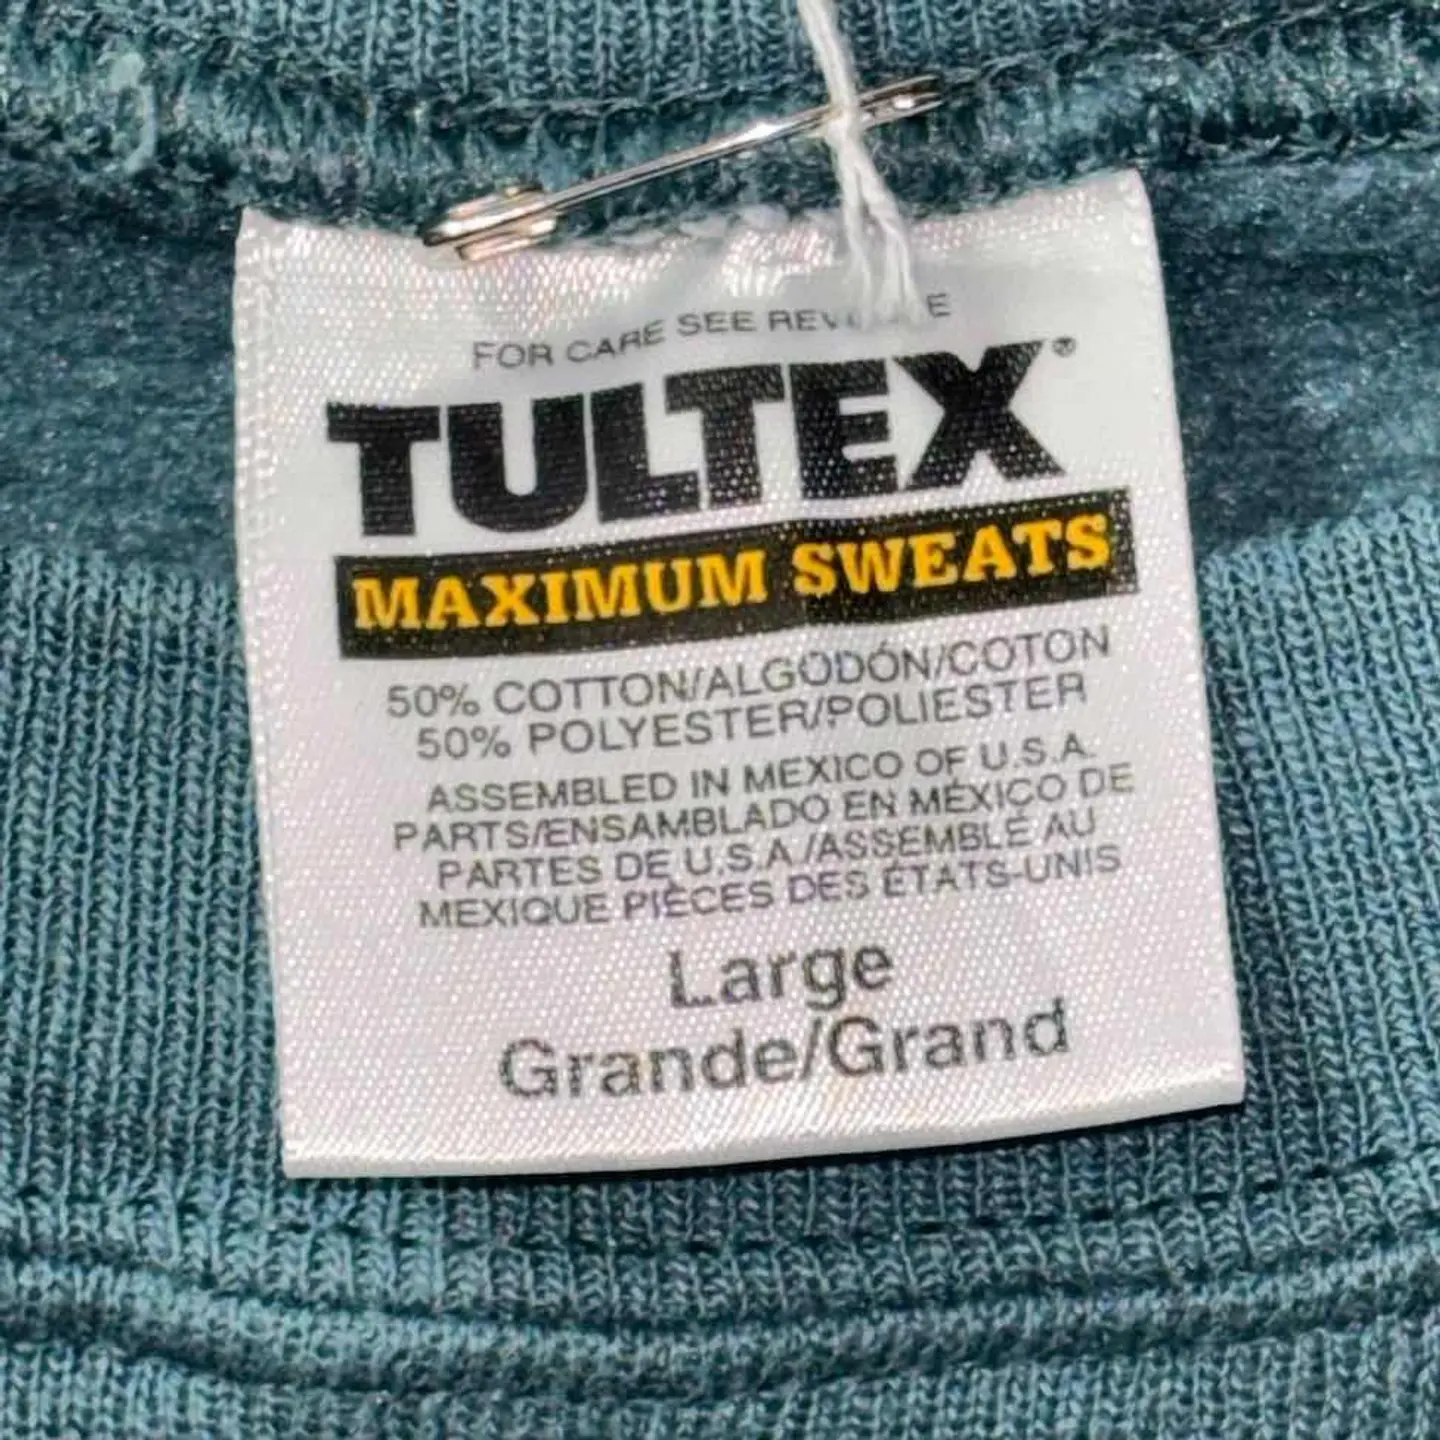 FOR CARE SEE
TULTEX®
MAXIMUM SWEATS
50% COTTON/ALGODÓN/COTON
50% POLYESTER/POLIESTER
ASSEMBLED IN MEXICO OF U.S.A.
PARTS/ENSAMBLADO EN MÉXICO DE
PARTES DE U.S.A./ASSEMBLÉ AU
MEXIQUE PIÈCES DES ÉTATS-UNIS
Large
Grande/Grand